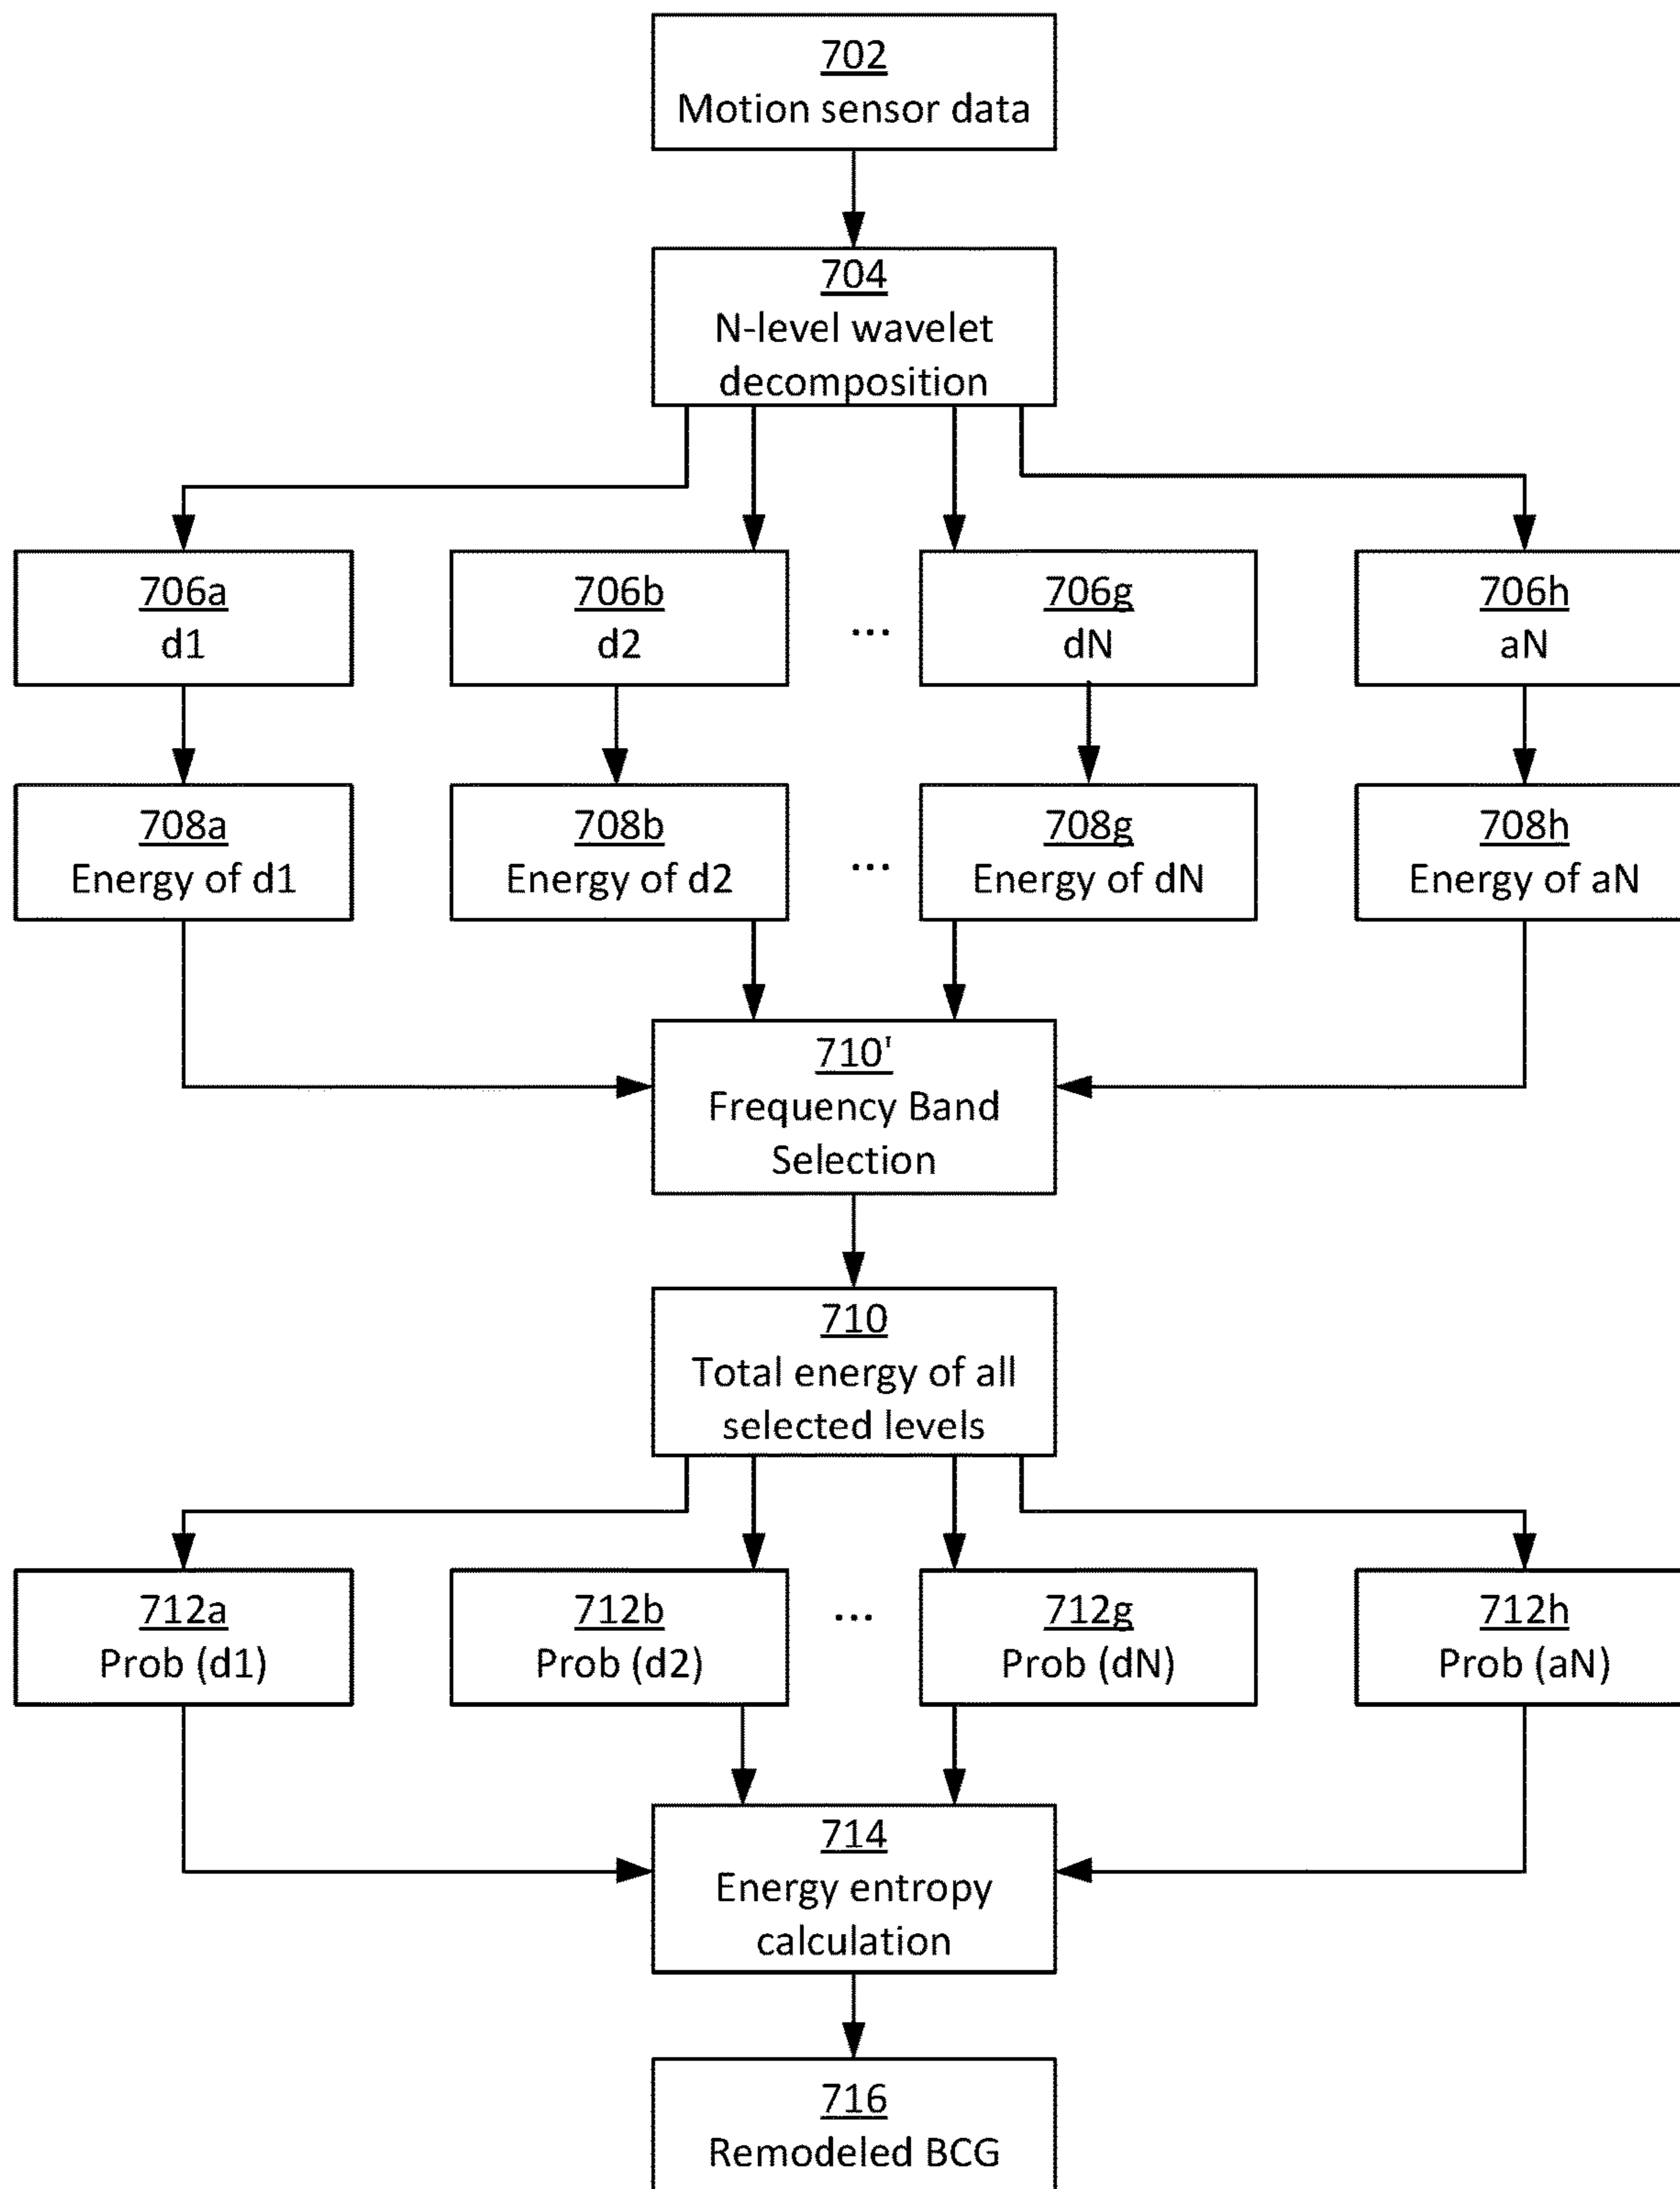 702
Motion sensor data
704
N-level wavelet
decomposition
706a
d1
706b
d2
...
706g
dN
706h
aN
708a
Energy of d1
708b
Energy of d2
...
708g
Energy of dN
708h
Energy of aN
710'
Frequency Band
Selection
710
Total energy of all
selected levels
712a
Prob (d1)
712b
Prob (d2)
...
712g
Prob (dN)
712h
Prob (aN)
714
Energy entropy
calculation
716
Remodeled BCG